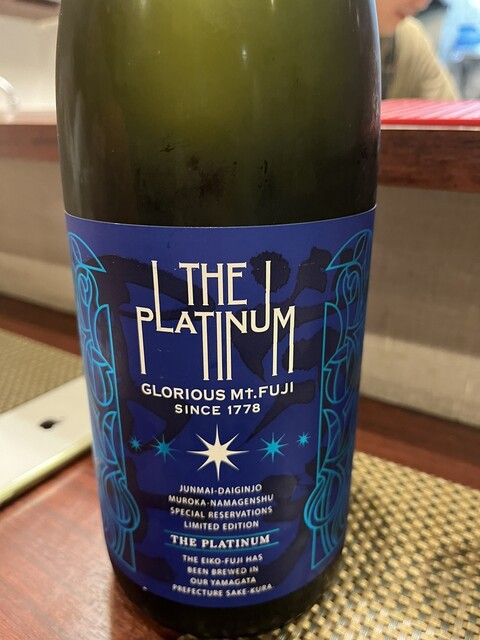 THE
PLATINUM
GLORIOUS Mt.FUJI
SINCE 1778
JUNMAI-DAIGINJO
MUROKA-NAMAGENSHU
SPECIAL RESERVATIONS
LIMITED EDITION
THE PLATINUM
THE EIKO-FUJI HAS
BEEN BREWED IN
OUR YAMAGATA
PREFECTURE SAKE-KURA.